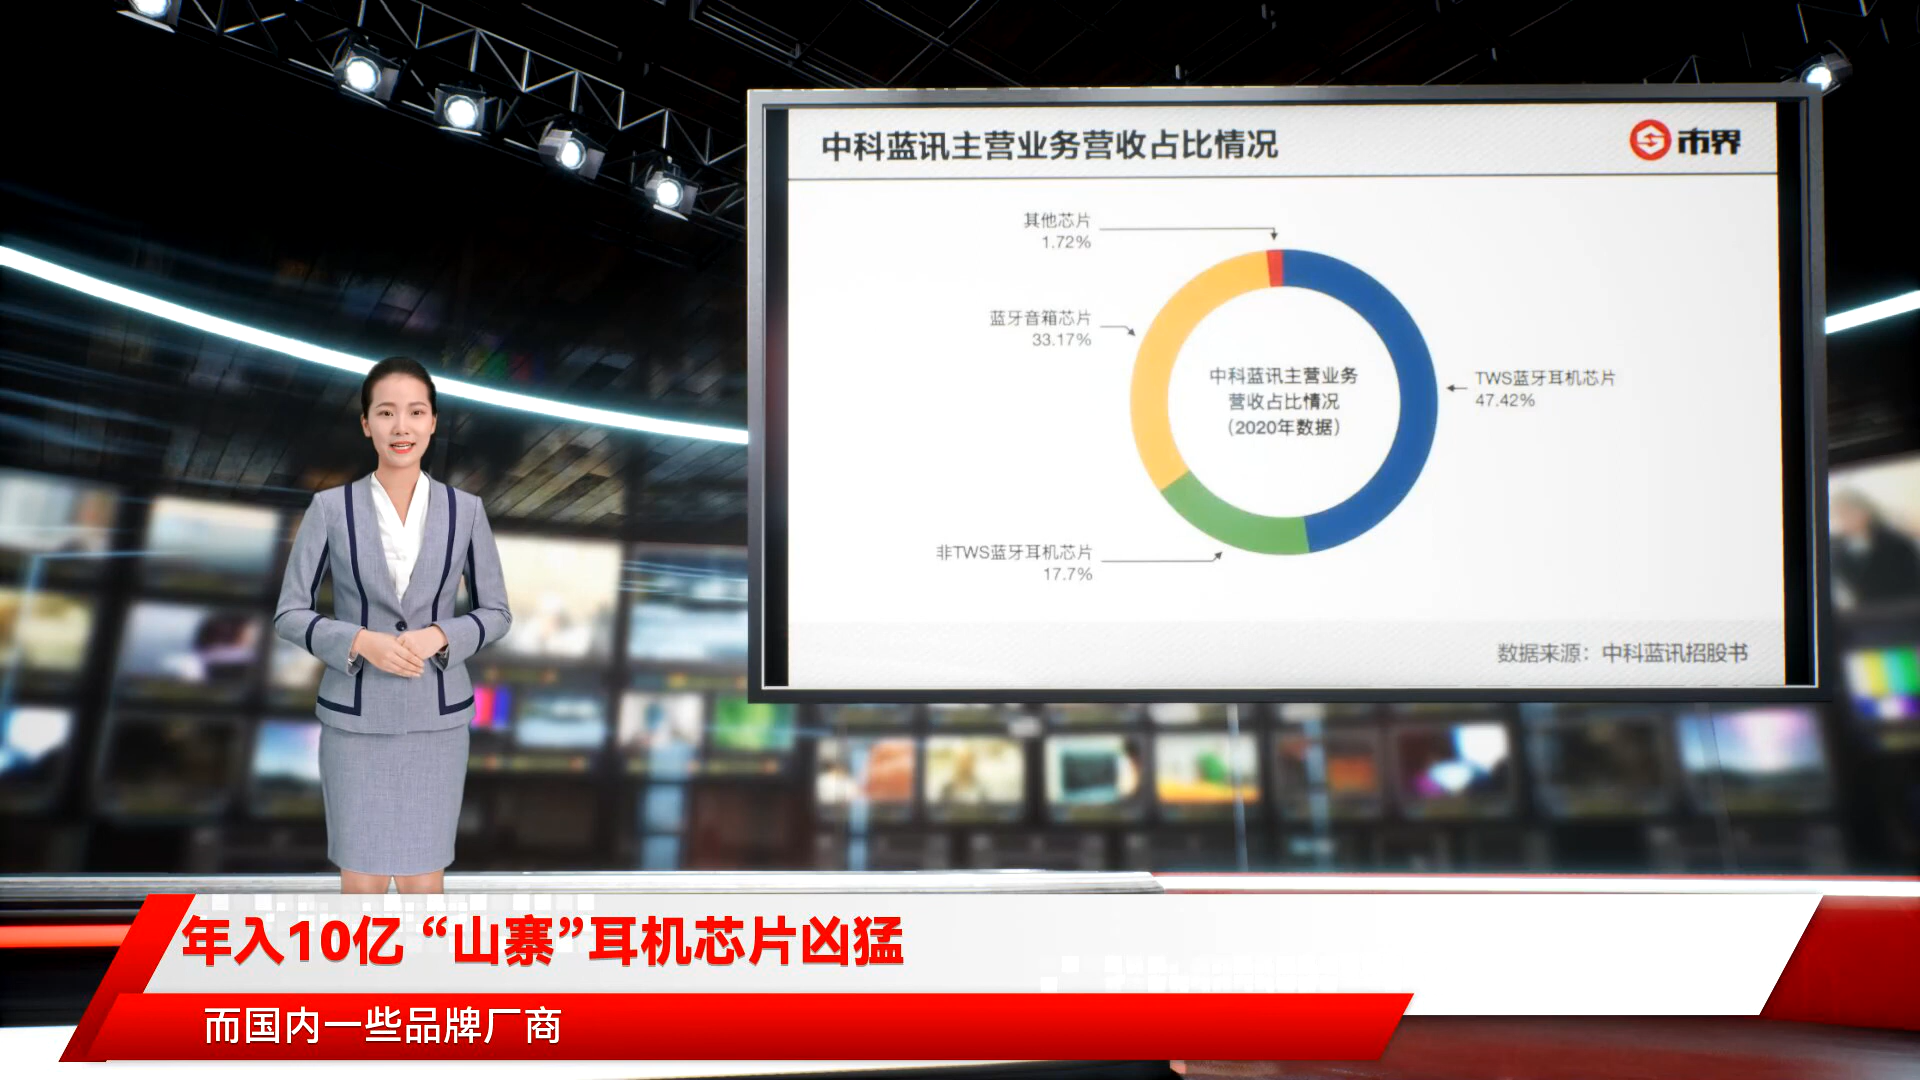 中科蓝讯主营业务营收占比情况
市界
其他芯片
1.72%
蓝牙音箱芯片
33.17%
中科蓝讯主营业务
营收占比情况
（2020年数据）
TWS蓝牙耳机芯片
47.42%
非TWS蓝牙耳机芯片
17.7%
数据来源：中科蓝讯招股书
年入10亿“山寨”耳机芯片凶猛
而国内一些品牌厂商